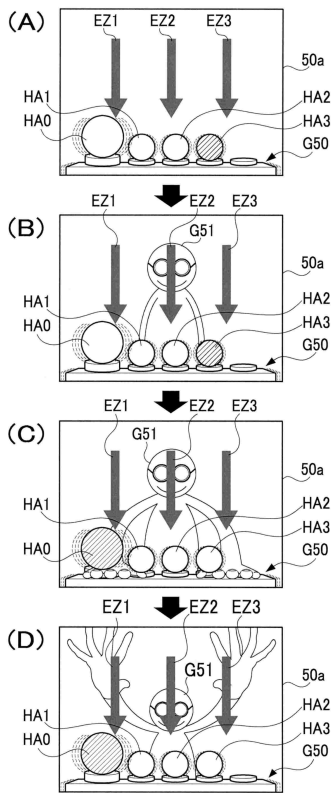 (A)
EZ1 EZ2 EZ3
50a
HA1 HA2
HA0 HA3
G50
(B)
EZ1 EZ2 EZ3
G51
50a
HA1 HA2
HA0 HA3
G50
(C)
EZ1 EZ2 EZ3
G51
50a
HA1 HA2
HA0 HA3
G50
(D)
EZ1 EZ2 EZ3
G51 50a
HA1 HA2
HA0 HA3
G50